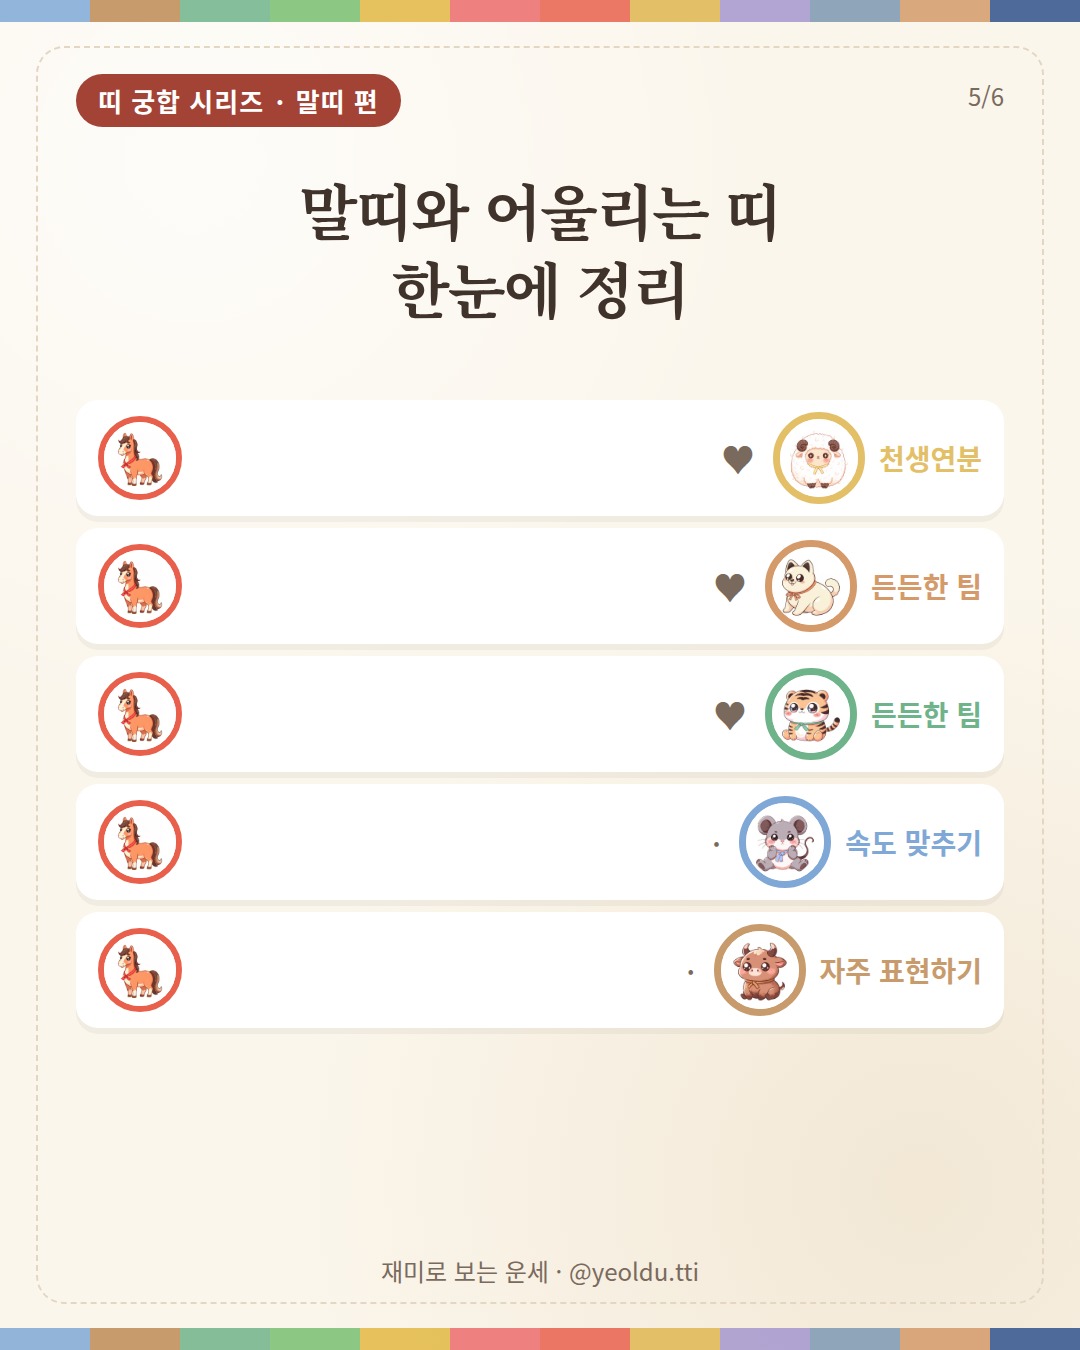 띠 궁합 시리즈 · 말띠 편
5/6
말띠와 어울리는 띠
한눈에 정리
♥ 천생연분
♥ 든든한 팀
♥ 든든한 팀
· 속도 맞추기
· 자주 표현하기
재미로 보는 운세 · @yeoldu.tti